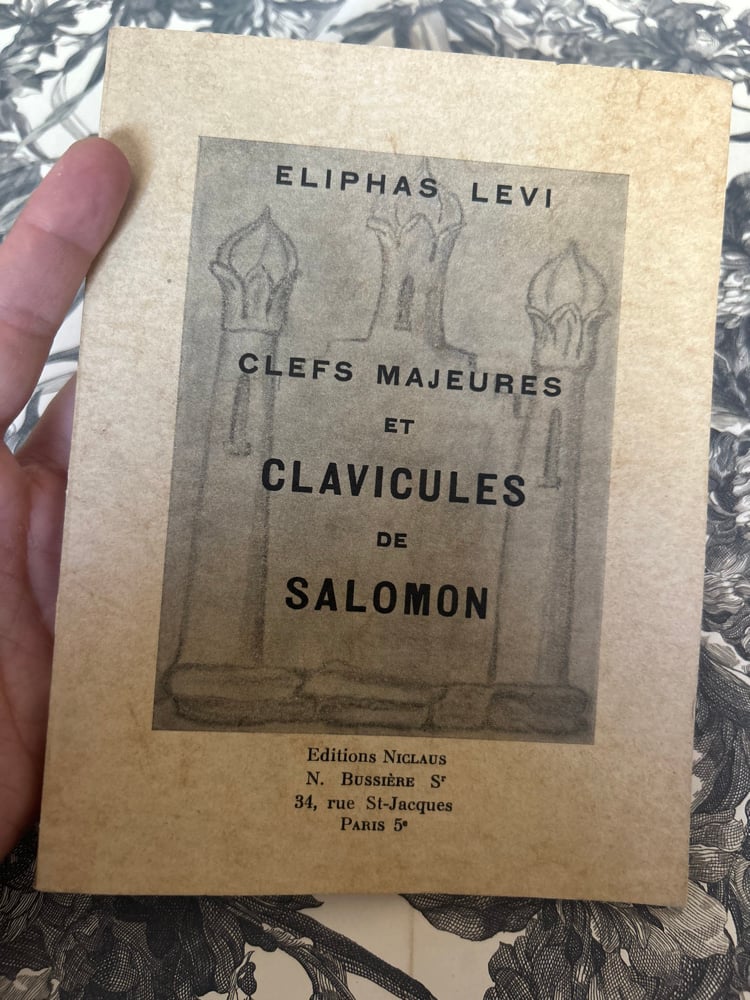 ELIPHAS LEVI
CLEFS MAJEURES
ET
CLAVICULES
DE
SALOMON
Editions NICLAUS
N. BUSSIÈRE Sʳ
34, rue St-Jacques
PARIS 5ᵉ